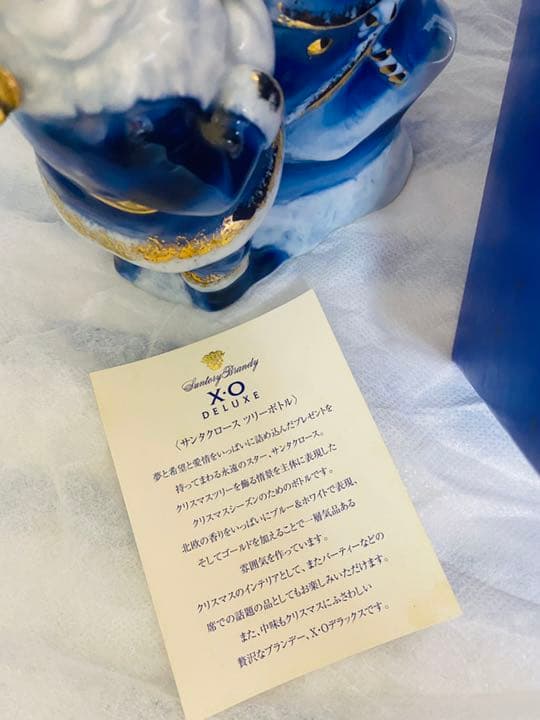 Suntory Brandy
X·O
DELUXE
〈サンタクロース ツリーボトル〉
夢と希望と愛情をいっぱいに詰め込んだプレゼントを
持ってまわる永遠のスター、サンタクロース。
クリスマスツリーを飾る情景を主体に表現した
クリスマスシーズンのためのボトルです。
北欧の香りをいっぱいにブルー&ホワイトで表現、
そしてゴールドを加えることで一層気品ある
雰囲気を作っています。
クリスマスのインテリアとして、またパーティーなどの
席での話題の品としてもお楽しみいただけます。
また、中味もクリスマスにふさわしい
贅沢なブランデー、X·Oデラックスです。